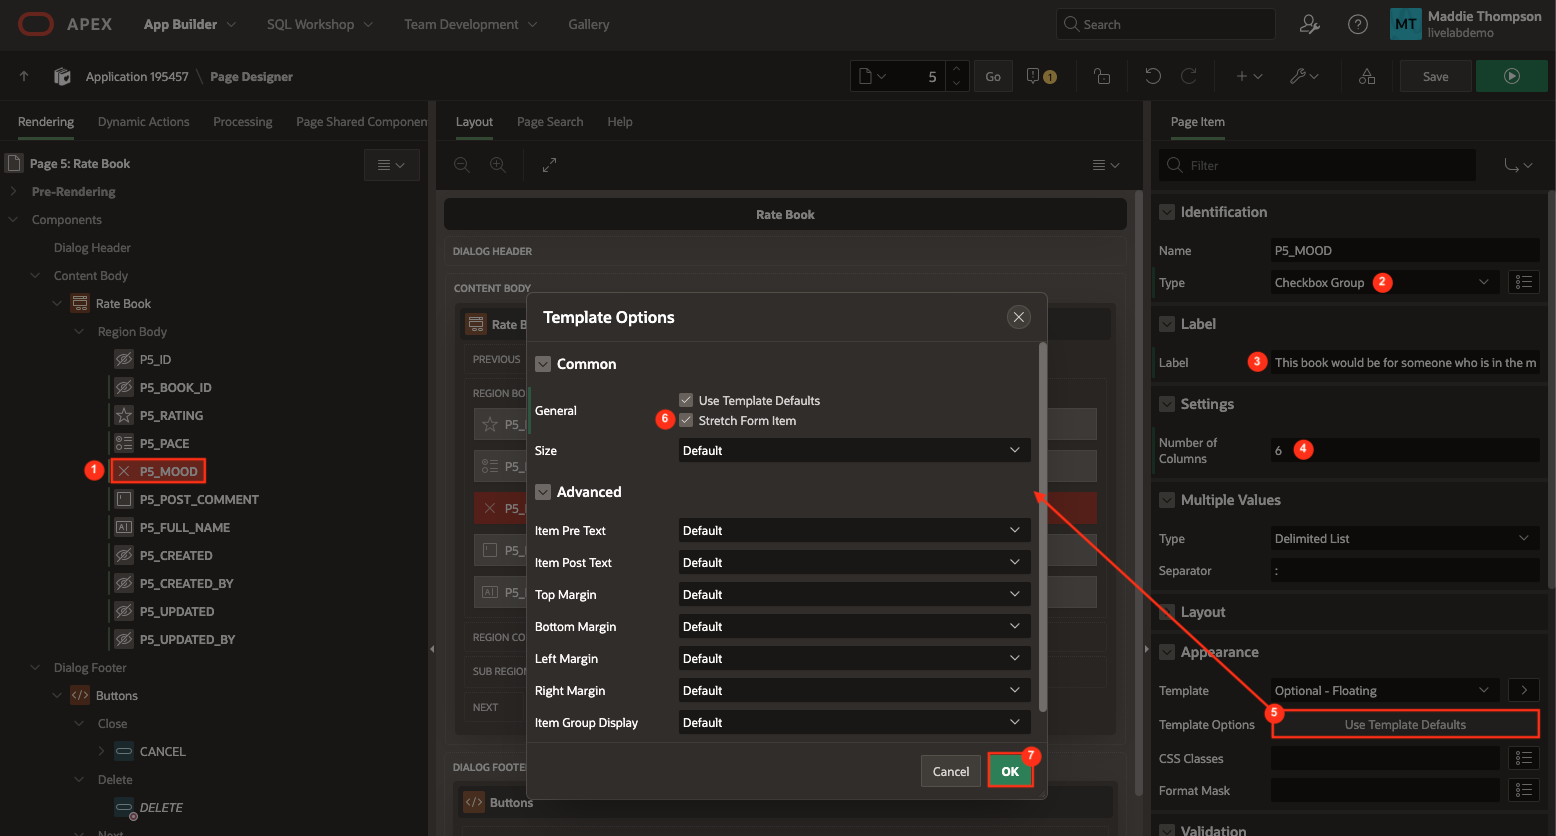 APEX App Builder SQL Workshop Team Development Gallery Search MT Maddie Thompson
livelabdemo
Application 195457 \ Page Designer 5 Go 1 Save
Rendering Dynamic Actions Processing Page Shared Componen
Page 5: Rate Book
Pre-Rendering
Components
Dialog Header
Content Body
Rate Book
Region Body
P5_ID
P5_BOOK_ID
P5_RATING
P5_PACE
1 P5_MOOD
P5_POST_COMMENT
P5_FULL_NAME
P5_CREATED
P5_CREATED_BY
P5_UPDATED
P5_UPDATED_BY
Dialog Footer
Buttons
Close
CANCEL
Delete
DELETE
Next
Layout Page Search Help
Rate Book
DIALOG HEADER
CONTENT BODY
Rate B
PREVIOUS
REGION BO
P5_
P5_
P5_
P5_
P5_
REGION CO
SUB REGION
NEXT
DIALOG FOOTE
Buttons
Template Options
Common
General
Use Template Defaults
6 Stretch Form Item
Size Default
Advanced
Item Pre Text Default
Item Post Text Default
Top Margin Default
Bottom Margin Default
Left Margin Default
Right Margin Default
Item Group Display Default
Cancel OK 7
Page Item
Filter
Identification
Name P5_MOOD
Type Checkbox Group 2
Label
Label 3 This book would be for someone who is in the m
Settings
Number of
Columns 6 4
Multiple Values
Type Delimited List
Separator :
Layout
Appearance
Template Optional - Floating
Template Options 5 Use Template Defaults
CSS Classes
Format Mask
Validation